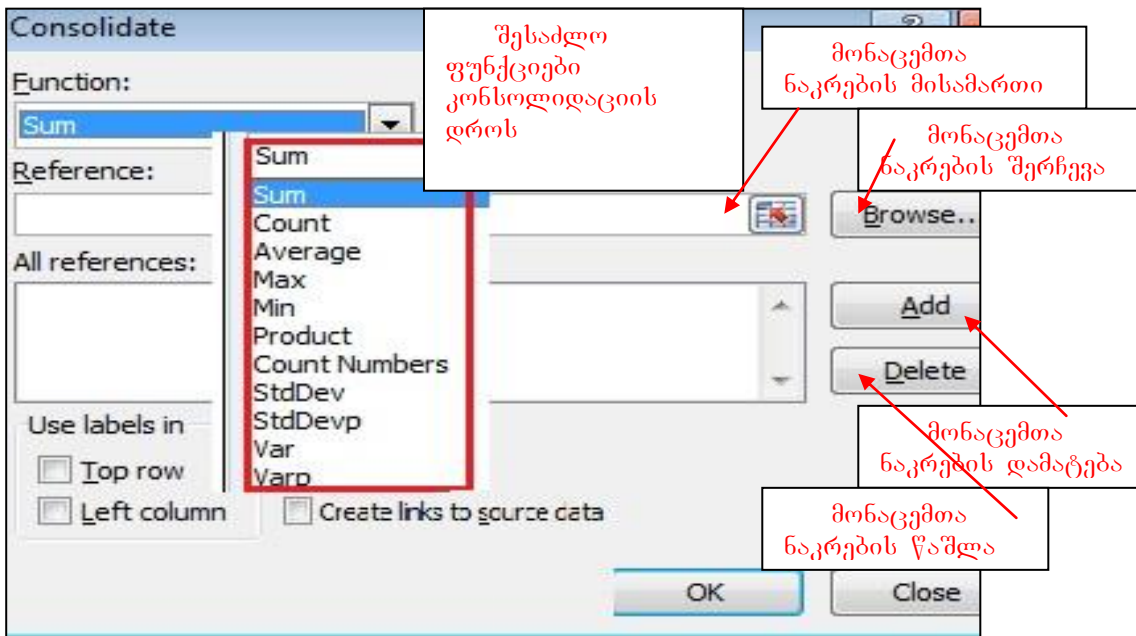 Consolidate
?
შესაძლო
ფუნქციები
კონსოლიდაციის
დროს
მონაცემთა
ნაკრების მისამართი
Function:
Sum
მონაცემთა
ნაკრების შერჩევა
Reference:
Browse..
All references:
Sum
Sum
Count
Average
Max
Min
Product
Count Numbers
StdDev
StdDevp
Var
Varp
Add
Delete
მონაცემთა
ნაკრების დამატება
Use labels in
Top row
Left column
Create links to source data
მონაცემთა
ნაკრების წაშლა
OK
Close